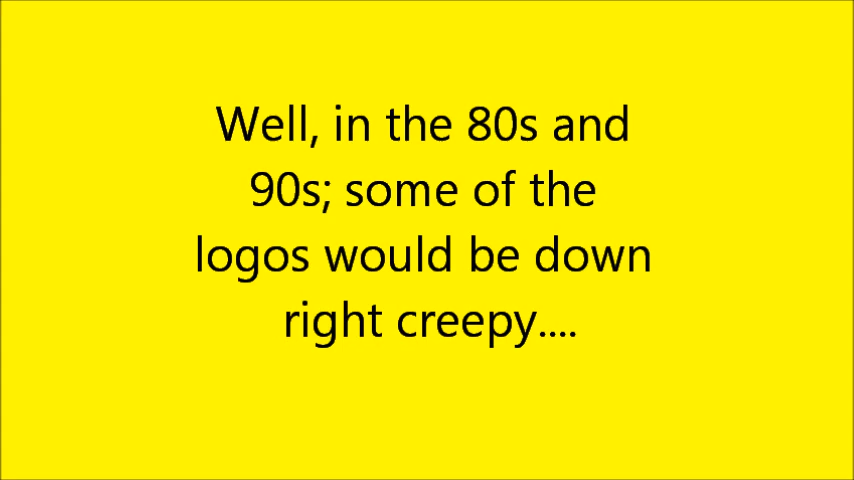 Well, in the 80s and
90s; some of the
logos would be down
right creepy....